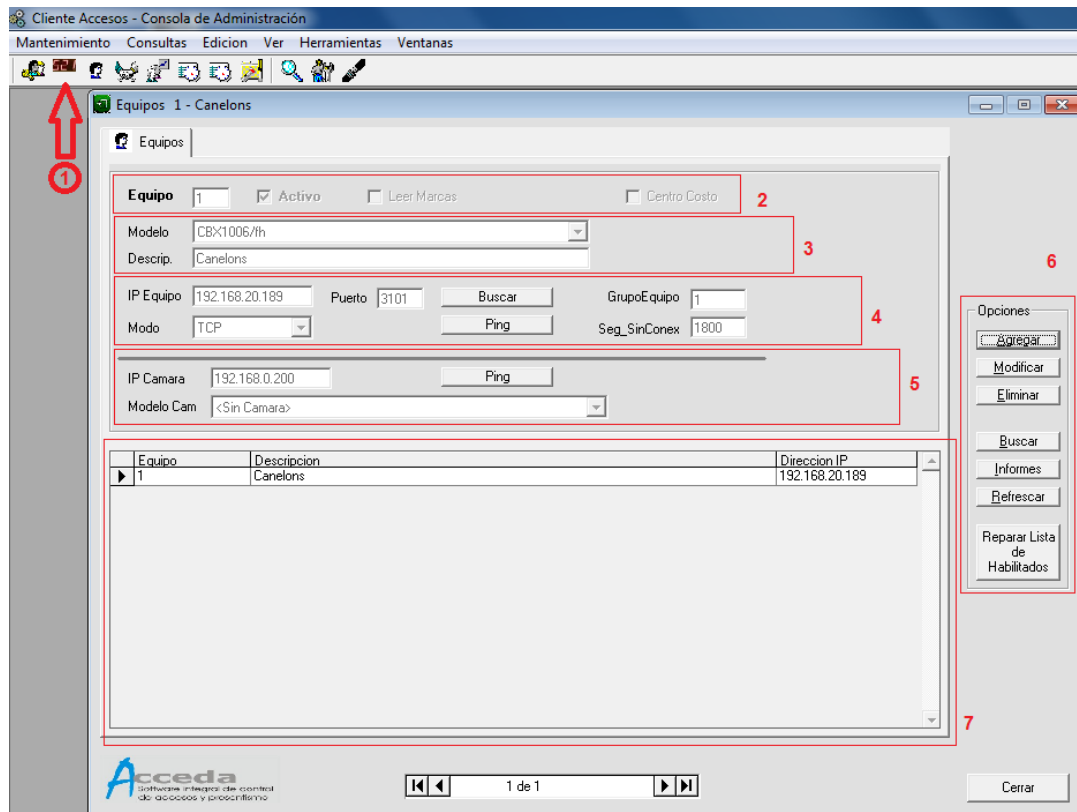 Cliente Accesos - Consola de Administración
Mantenimiento Consultas Edicion Ver Herramientas Ventanas
1
Equipos 1 - Canelons
Equipos
Equipo 1 Activo Leer Marcas Centro Costo 2
Modelo CBX1006/fh
Descrip. Canelons
3
IP Equipo 192.168.20.189 Puerto 3101 Buscar GrupoEquipo 1
Modo TCP Ping Seg_SinConex 1800
4
IP Camara 192.168.0.200 Ping
Modelo Cam <Sin Camara>
5
6
Opciones
Agregar
Modificar
Eliminar
Buscar
Informes
Refrescar
Reparar Lista
de
Habilitados
Equipo Descripcion Direccion IP
1 Canelons 192.168.20.189
7
Acceda
Software integral de control
de accesos y presentismo
1 de 1
Cerrar